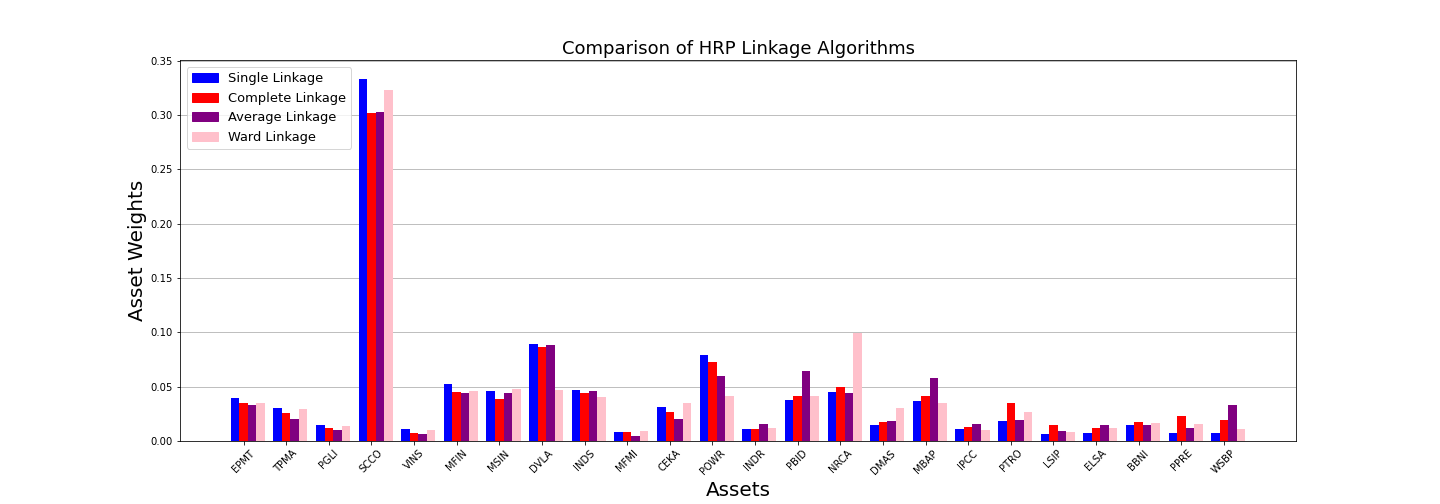 Comparison of HRP Linkage Algorithms
Single Linkage
Complete Linkage
Average Linkage
Ward Linkage
Asset Weights
0.35
0.30
0.25
0.20
0.15
0.10
0.05
0.00
EPMT TPMA PGLI SCCO VINS MFIN MSIN DVLA INDS MFMI CEKA POWR INDR PBID NRCA DMAS MBAP IPCC PTRO LSIP ELSA BBNI PPRE WSBP
Assets